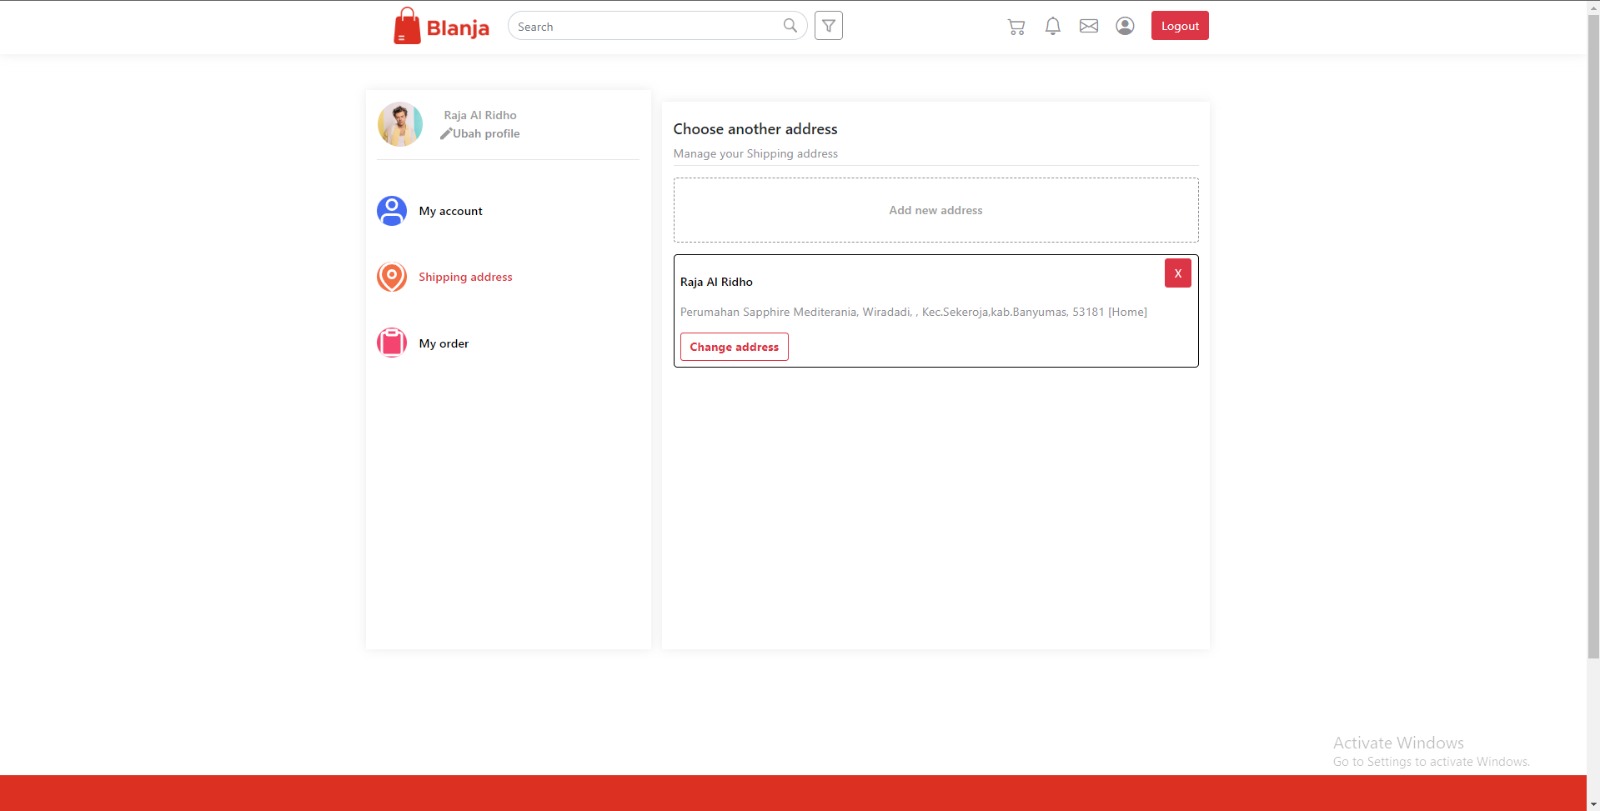 Blanja
Search
Logout
Raja Al Ridho
Ubah profile
My account
Shipping address
My order
Choose another address
Manage your Shipping address
Add new address
X
Raja Al Ridho
Perumahan Sapphire Mediterania, Wiradadi, , Kec.Sekeroja,kab.Banyumas, 53181 [Home]
Change address
Activate Windows
Go to Settings to activate Windows.